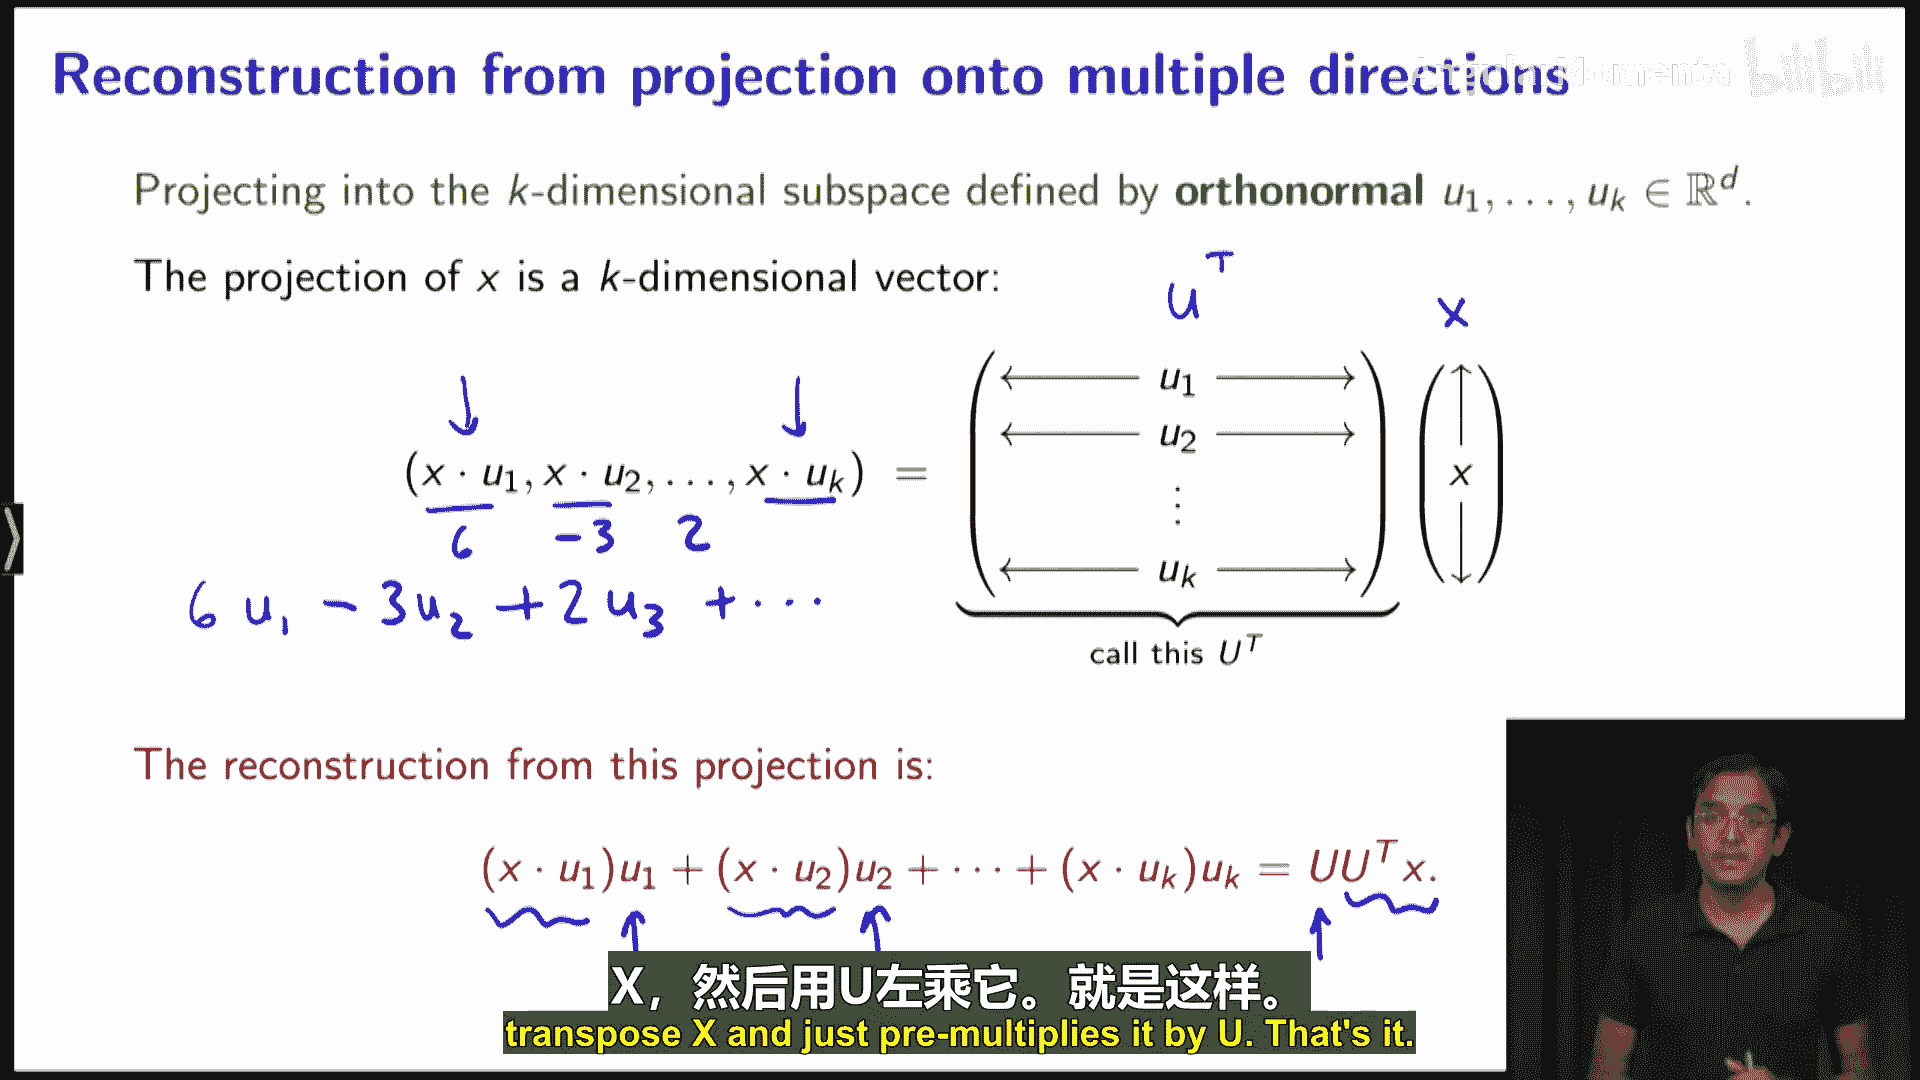 Reconstruction from projection onto multiple directions
bilibili
Projecting into the k-dimensional subspace defined by orthonormal u₁, . . . , uₖ ∈ ℝᵈ.
The projection of x is a k-dimensional vector:
Uᵀ x
(x · u₁, x · u₂, . . . , x · uₖ) =
u₁
u₂
⋮
uₖ
x
6 −3 2
6 u₁ − 3u₂ + 2 u₃ + ···
call this Uᵀ
The reconstruction from this projection is:
(x · u₁)u₁ + (x · u₂)u₂ + · · · + (x · uₖ)uₖ = UUᵀx.
X，然后用U左乘它。就是这样。
transpose X and just pre-multiplies it by U. That's it.